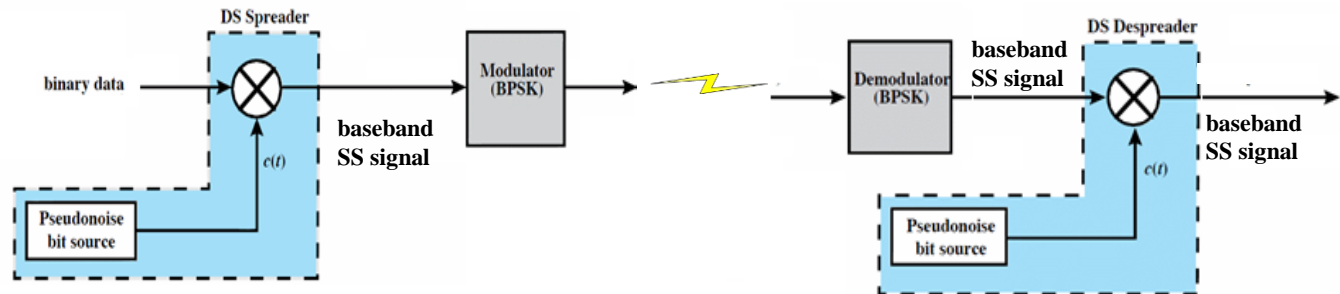 DS Spreader
binary data
c(t)
Pseudonoise
bit source
baseband
SS signal
Modulator
(BPSK)
Demodulator
(BPSK)
baseband
SS signal
DS Despreader
c(t)
Pseudonoise
bit source
baseband
SS signal